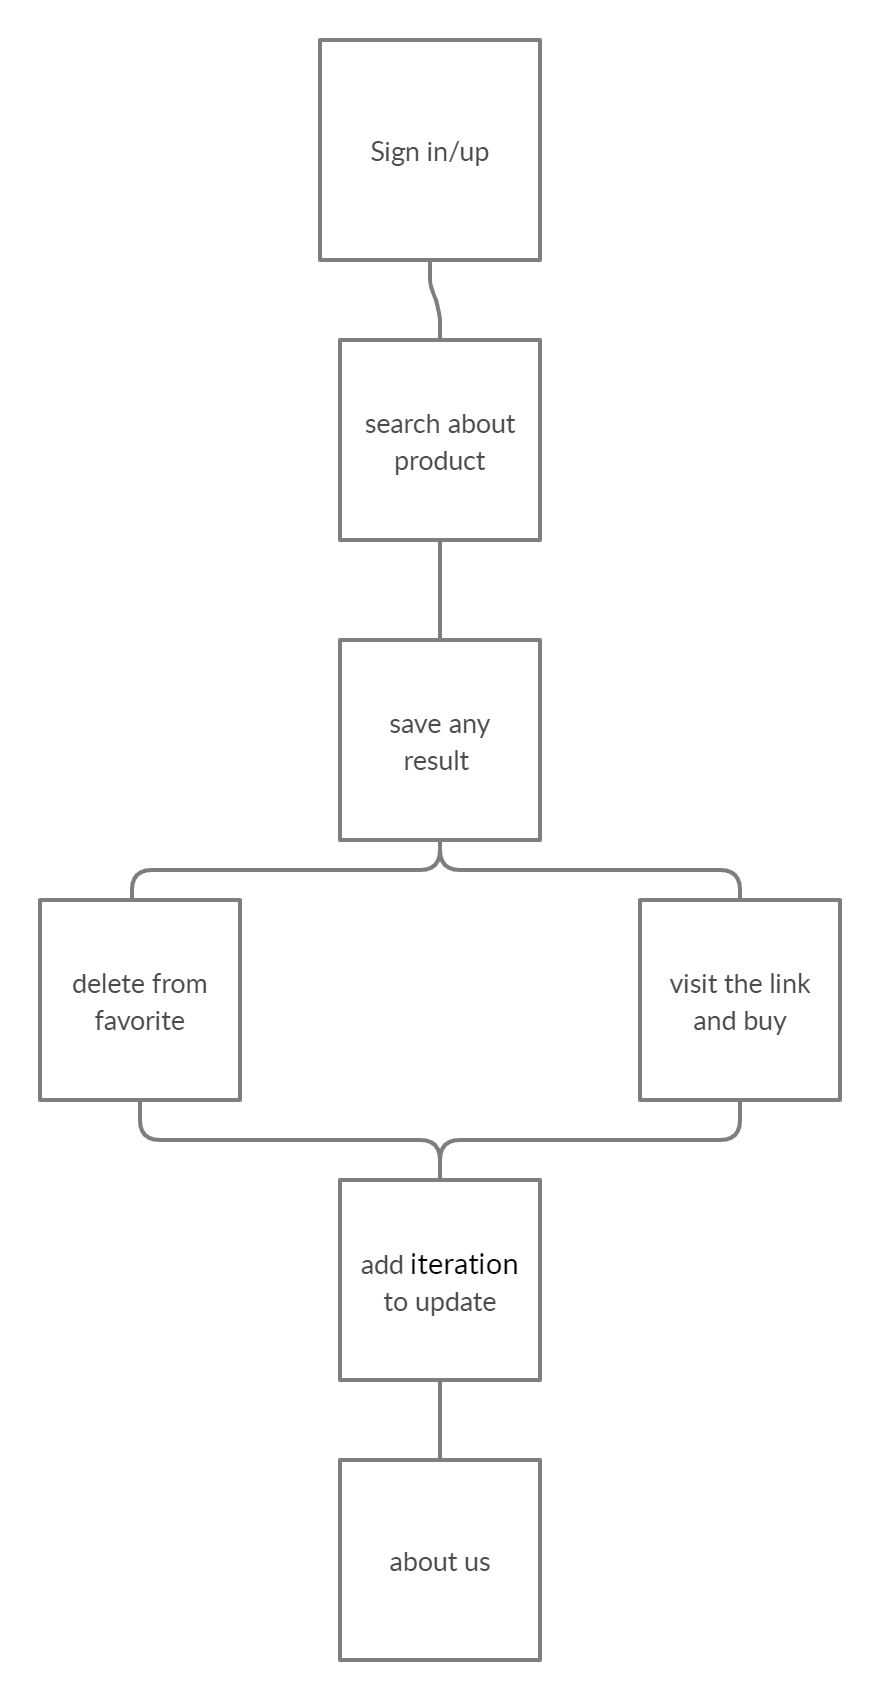 Sign in/up
search about
product
save any
result
delete from
favorite
visit the link
and buy
add iteration
to update
about us